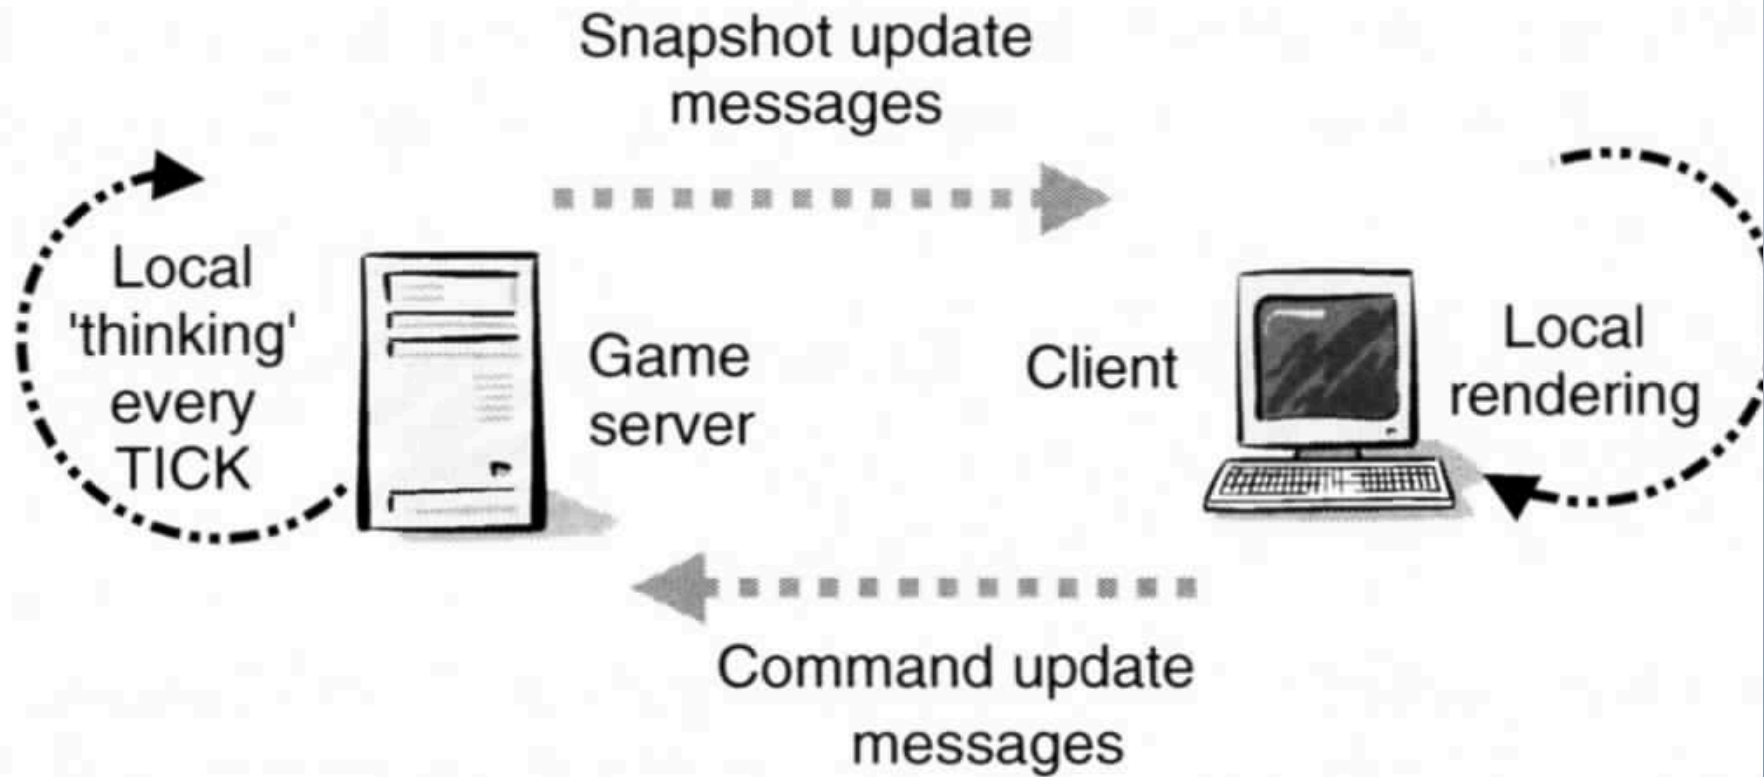 Snapshot update
messages
Local
'thinking'
every
TICK
Game
server
Client
Local
rendering
Command update
messages